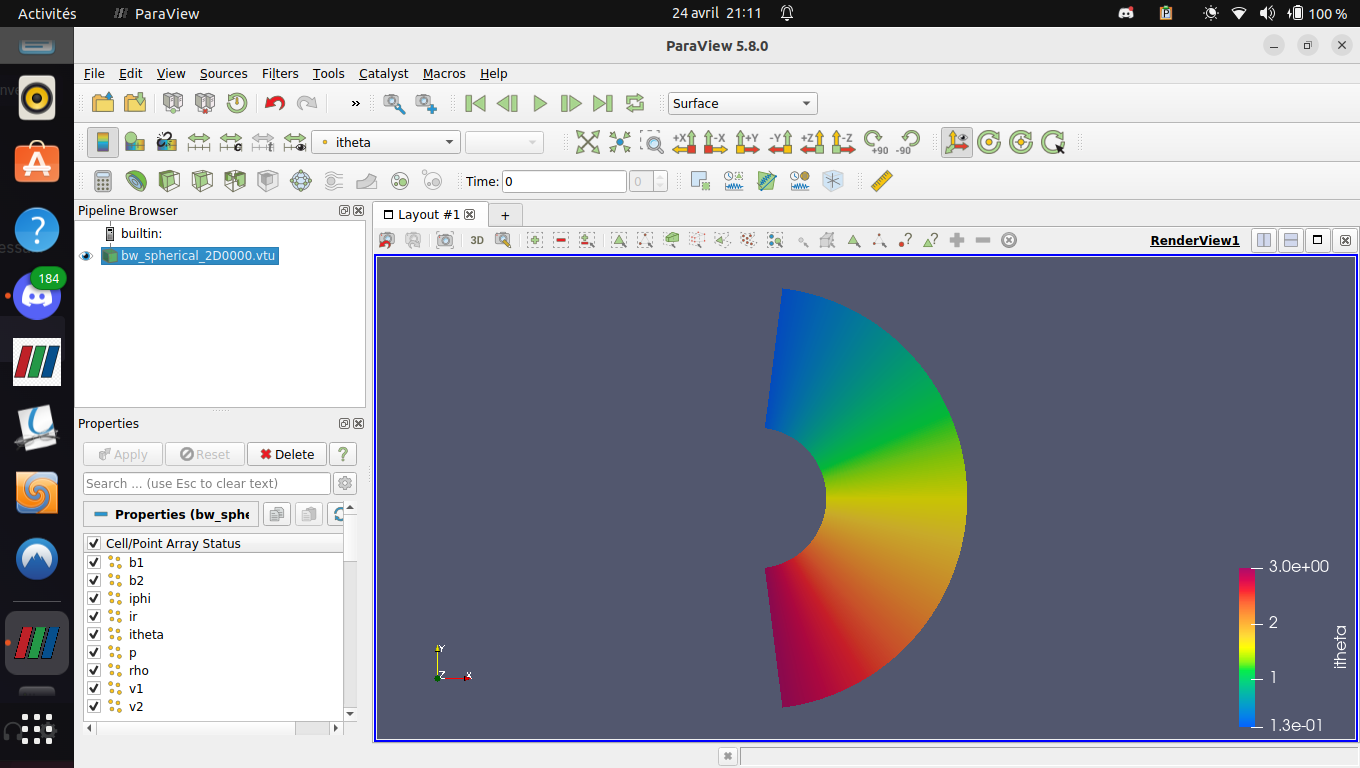 Activités
ParaView
24 avril 21:11
100 %
ParaView 5.8.0
File Edit View Sources Filters Tools Catalyst Macros Help
»
Surface
itheta
+X -X +Y -Y +Z -Z +90 -90
Time: 0
0
Pipeline Browser
builtin:
bw_spherical_2D0000.vtu
184
Properties
Apply
Reset
Delete
?
Search ... (use Esc to clear text)
Properties (bw_sphe
Cell/Point Array Status
b1
b2
iphi
ir
itheta
p
rho
v1
v2
Layout #1
+
3D
RenderView1
Y
Z
X
3.0e+00
2
1
1.3e-01
itheta